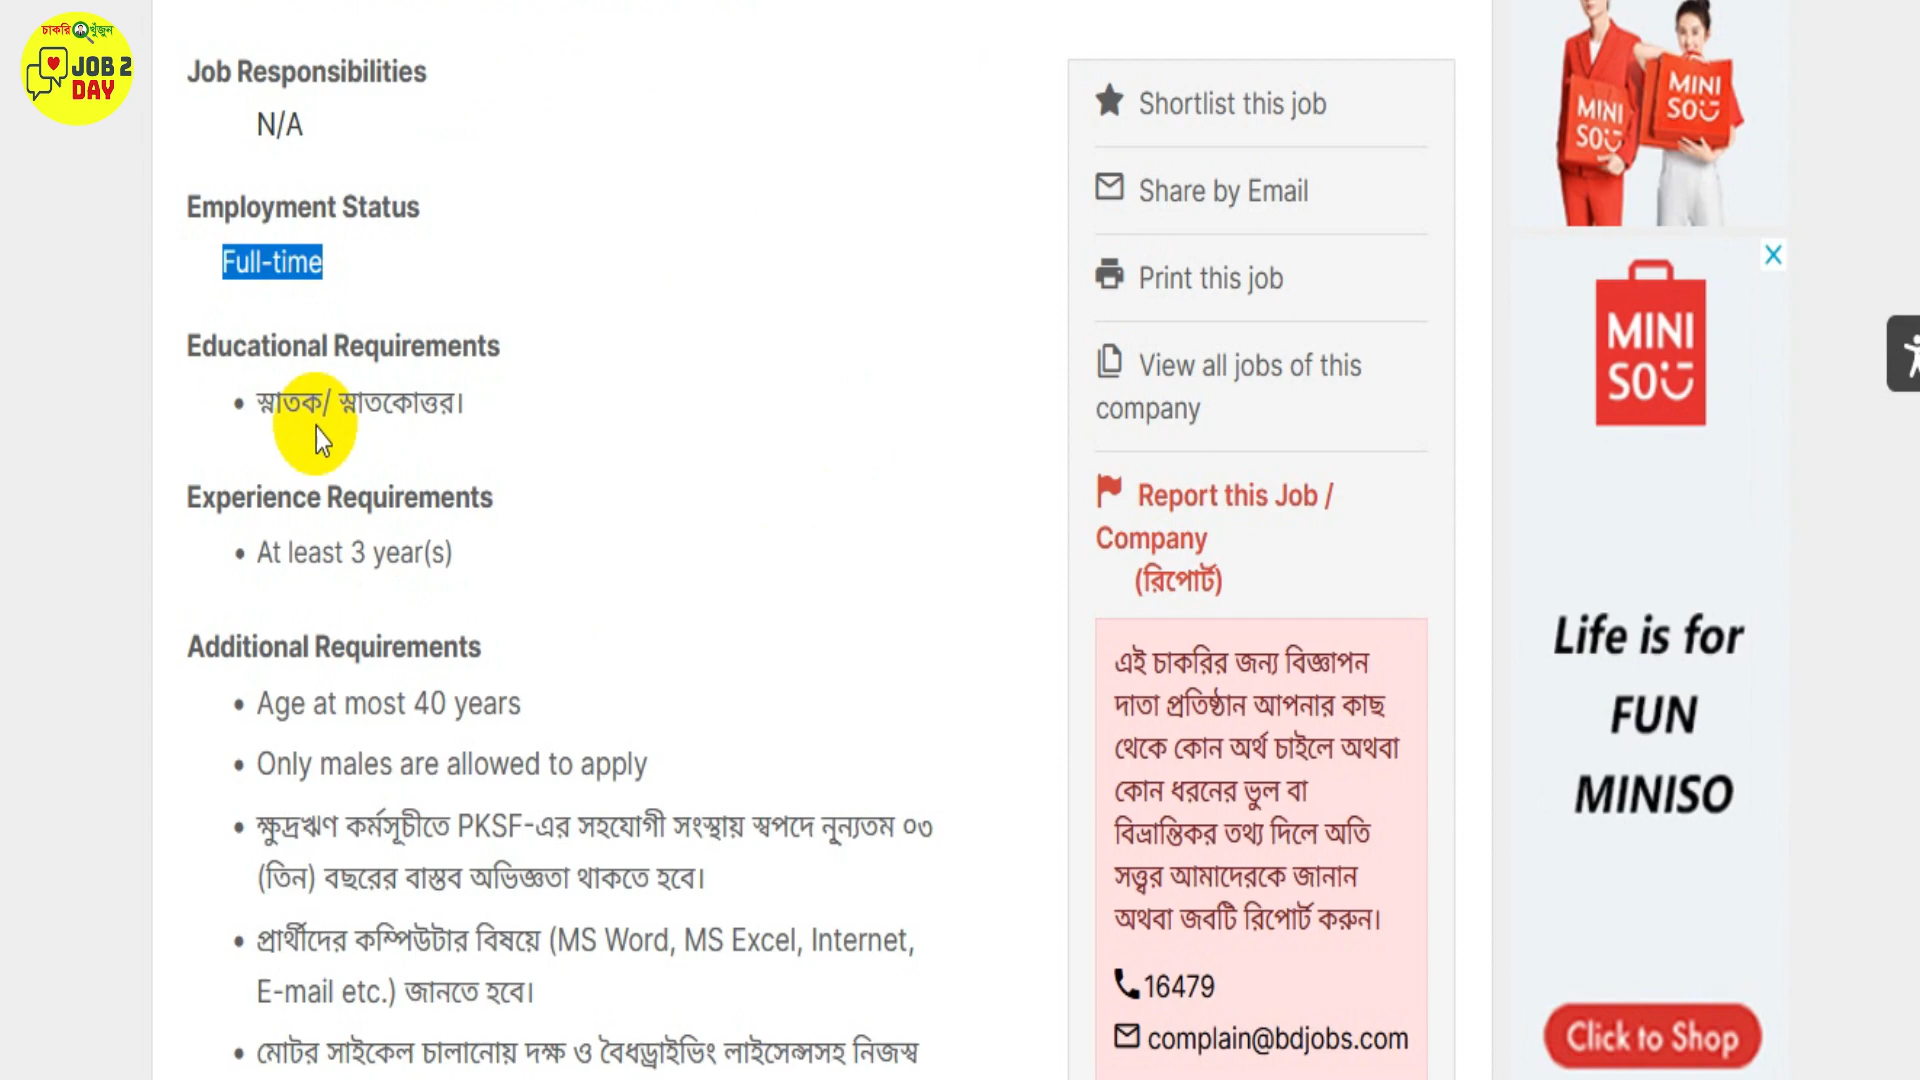 চাকরি খুঁজুন
JOB 2
DAY
Job Responsibilities
N/A
Employment Status
Full-time
Educational Requirements
• স্নাতক/ স্নাতকোত্তর।
Experience Requirements
• At least 3 year(s)
Additional Requirements
• Age at most 40 years
• Only males are allowed to apply
• ক্ষুদ্রঋণ কর্মসূচীতে PKSF-এর সহযোগী সংস্থায় স্বপদে নূন্যতম ০৩
(তিন) বছরের বাস্তব অভিজ্ঞতা থাকতে হবে।
• প্রার্থীদের কম্পিউটার বিষয়ে (MS Word, MS Excel, Internet,
E-mail etc.) জানতে হবে।
• মোটর সাইকেল চালানোয় দক্ষ ও বৈধড্রাইভিং লাইসেন্সসহ নিজস্ব
Shortlist this job
Share by Email
Print this job
View all jobs of this
company
Report this Job /
Company
(রিপোর্ট)
এই চাকরির জন্য বিজ্ঞাপন
দাতা প্রতিষ্ঠান আপনার কাছ
থেকে কোন অর্থ চাইলে অথবা
কোন ধরনের ভুল বা
বিভ্রান্তিকর তথ্য দিলে অতি
সত্ত্বর আমাদেরকে জানান
অথবা জবটি রিপোর্ট করুন।
16479
complain@bdjobs.com
MINI
SO
MINI
SO
MINI
SO
Life is for
FUN
MINISO
Click to Shop